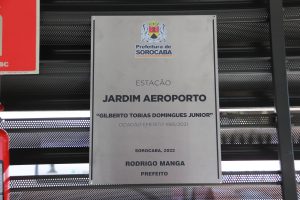 Prefeitura de
SOROCABA
ESTAÇÃO
JARDIM AEROPORTO
"GILBERTO TOBIAS DOMINGUES JUNIOR"
SOROCABA, 2022
RODRIGO MANGA
PREFEITO